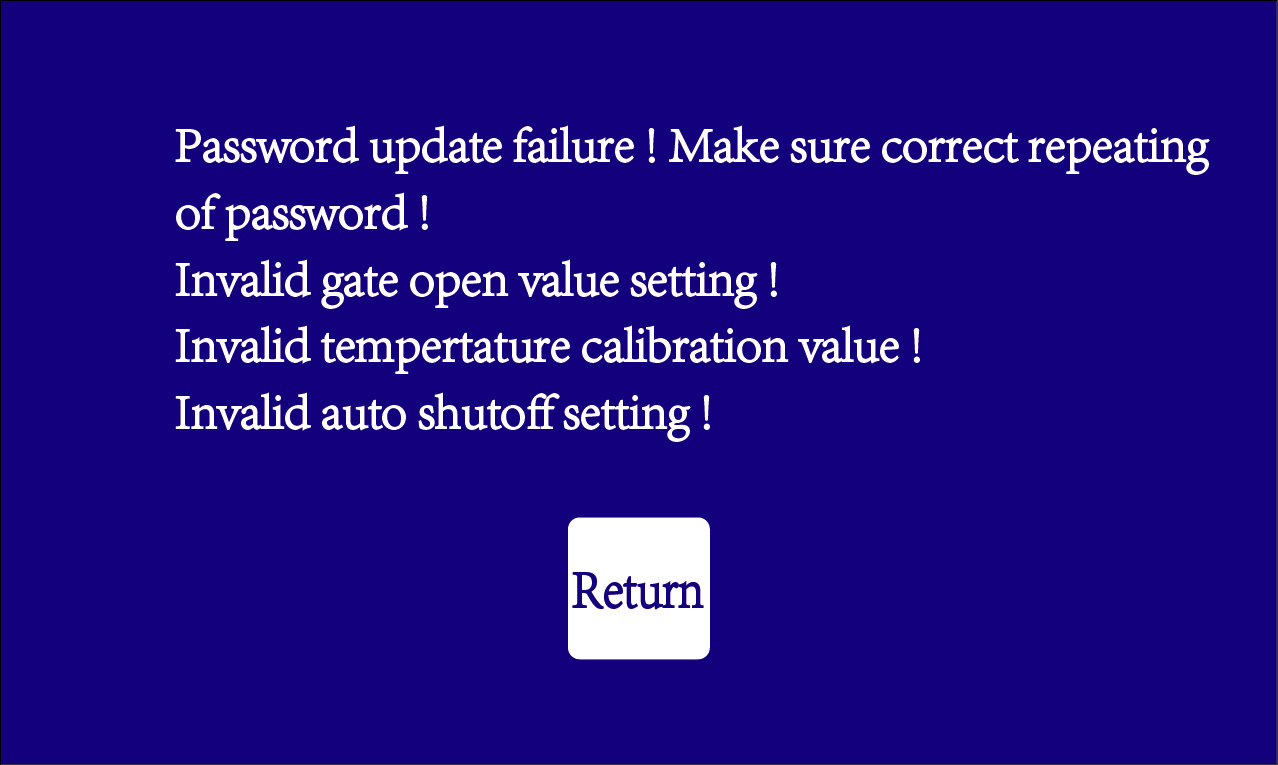 Password update failure ! Make sure correct repeating
of password !
Invalid gate open value setting !
Invalid tempertature calibration value !
Invalid auto shutoff setting !
Return